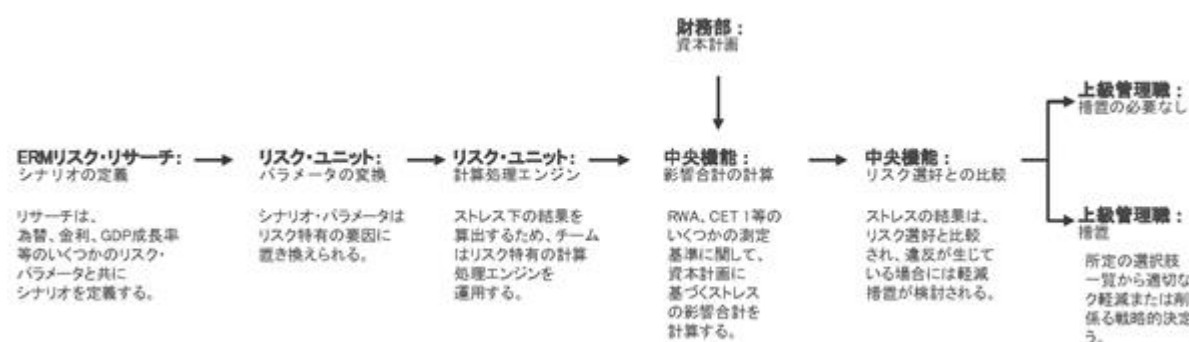 財務部：
資本計画
上級管理職：
措置の必要なし
ERMリスク・リサーチ：
シナリオの定義
リサーチは、
為替、金利、GDP成長率
等のいくつかのリスク・
パラメータと共に
シナリオを定義する。
リスク・ユニット：
パラメータの変換
シナリオ・パラメータは
リスク特有の要因に
置き換えられる。
リスク・ユニット：
計算処理エンジン
ストレス下の結果を
算出するため、チーム
はリスク特有の計算
処理エンジンを
運用する。
中央機能：
影響合計の計算
RWA、CET 1等の
いくつかの測定
基準に関して、
資本計画に
基づくストレス
の影響合計を
計算する。
中央機能：
リスク選好との比較
ストレスの結果は、
リスク選好と比較
され、違反が生じて
いる場合には軽減
措置が検討される。
上級管理職：
措置
所定の選択肢
一覧から適切な
ク軽減または削
係る戦略的決定
う。